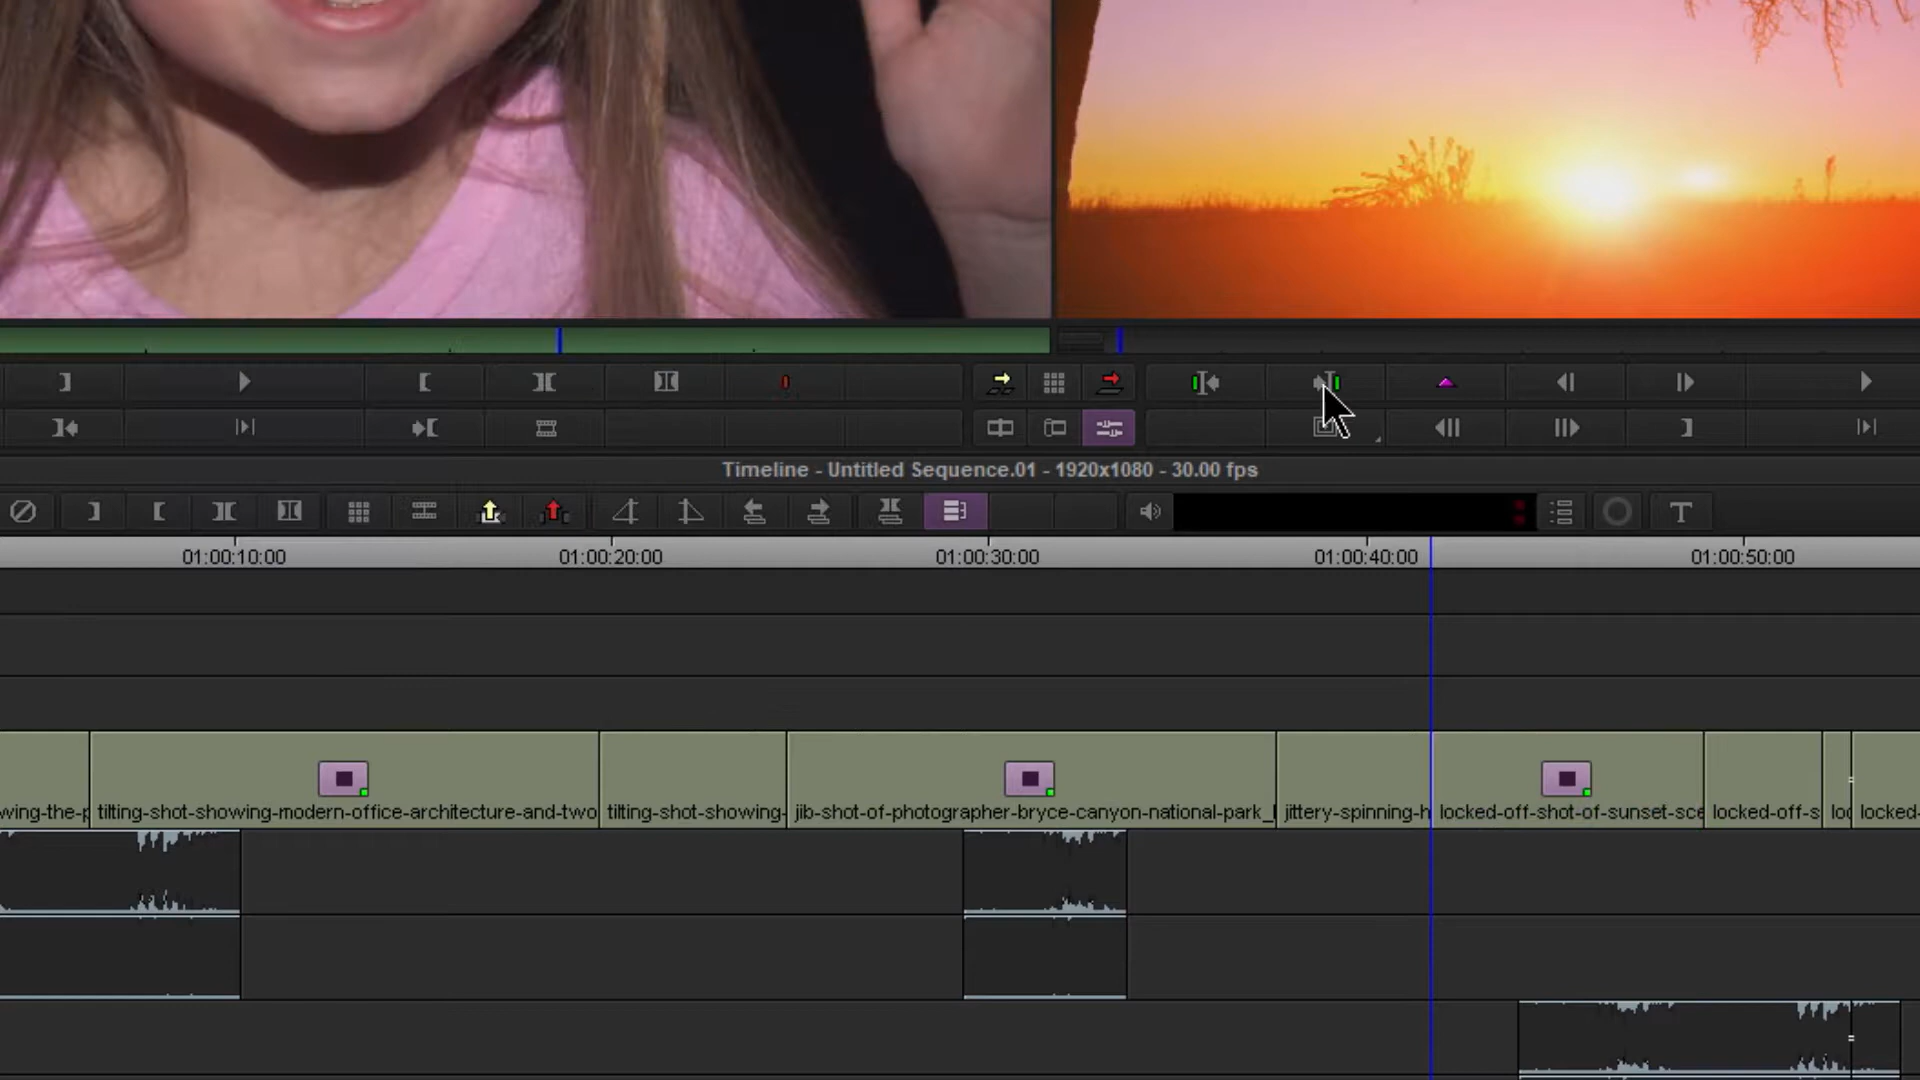 Timeline - Untitled Sequence.01 - 1920x1080 - 30.00 fps
T
01:00:10:00 01:00:20:00 01:00:30:00 01:00:40:00 01:00:50:00
wing-the-p tilting-shot-showing-modern-office-architecture-and-two tilting-shot-showing- jib-shot-of-photographer-bryce-canyon-national-park_ jittery-spinning-h locked-off-shot-of-sunset-sce locked-off-s loc locked-